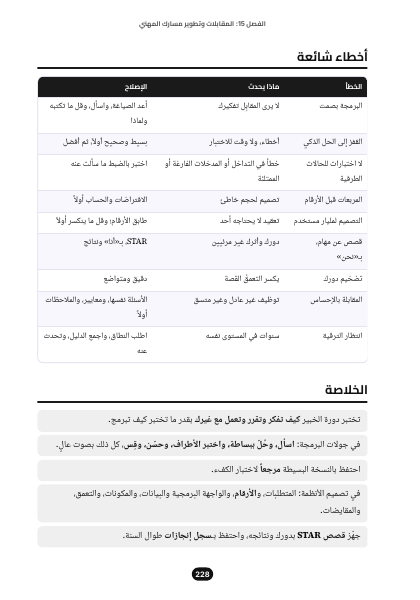 الفصل 15: المقابلات وتطوير مسارك المهني
أخطاء شائعة
الخطأ ماذا يحدث الإصلاح
البرمجة بصمت لا يرى المقابل تفكيرك أعد الصياغة، واسأل، وقل ما تكتبه
ولماذا
القفز إلى الحل الذكي أخطاء، ولا وقت للاختبار بسيط وصحيح أولاً، ثم أفضل
لا اختبارات للحالات خطأ في التداخل أو المدخلات الفارغة أو اختبر بالضبط ما سألت عنه
الطرفية الممتلئة
المربعات قبل الأرقام تصميم لحجم خاطئ الافتراضات والحساب أولاً
التصميم لمليار مستخدم تعقيد لا يحتاجه أحد طابق الأرقام؛ وقل ما ينكسر أولاً
قصص عن مهام، دورك وأثرك غير مرئيين STAR، بـ«أنا» ونتائج
بـ«نحن»
تضخيم دورك يكسر التعمقُ القصة دقيق ومتواضع
المقابلة بالإحساس توظيف غير عادل وغير متسق الأسئلة نفسها، ومعايير، والملاحظات
أولاً
انتظار الترقية سنوات في المستوى نفسه اطلب النطاق، واجمع الدليل، وتحدث
عنه
الخلاصة
تختبر دورة الخبير كيف تفكر وتقرر وتعمل مع غيرك بقدر ما تختبر كيف تبرمج.
في جولات البرمجة: اسأل، وحُلّ ببساطة، واختبر الأطراف، وحسّن، وقِس، كل ذلك بصوت عالٍ.
احتفظ بالنسخة البسيطة مرجعاً لاختبار الكفء.
في تصميم الأنظمة: المتطلبات، والأرقام، والواجهة البرمجية والبيانات، والمكونات، والتعمق،
والمقايضات.
جهّز قصص STAR بدورك ونتائجه، واحتفظ بـسجل إنجازات طوال السنة.
228